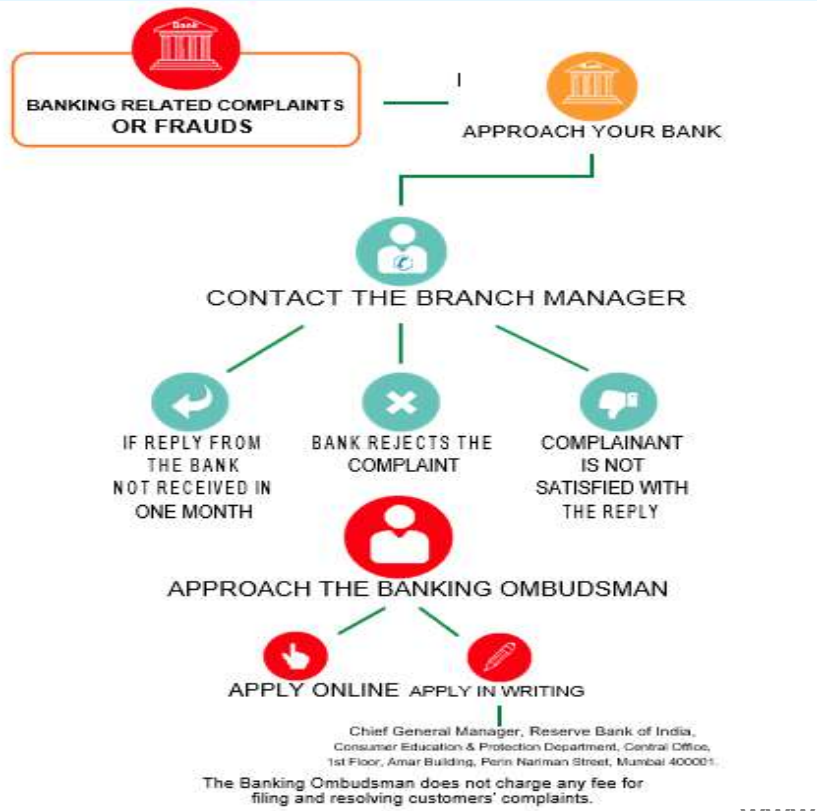 Bank
BANKING RELATED COMPLAINTS
OR FRAUDS
APPROACH YOUR BANK
CONTACT THE BRANCH MANAGER
IF REPLY FROM
THE BANK
NOT RECEIVED IN
ONE MONTH
BANK REJECTS THE
COMPLAINT
COMPLAINANT
IS NOT
SATISFIED WITH
THE REPLY
APPROACH THE BANKING OMBUDSMAN
APPLY ONLINE
APPLY IN WRITING
Chief General Manager, Reserve Bank of India,
Consumer Education & Protection Department, Central Office,
1st Floor, Amar Building, Perin Nariman Street, Mumbai 400001.
The Banking Ombudsman does not charge any fee for
filing and resolving customers' complaints.